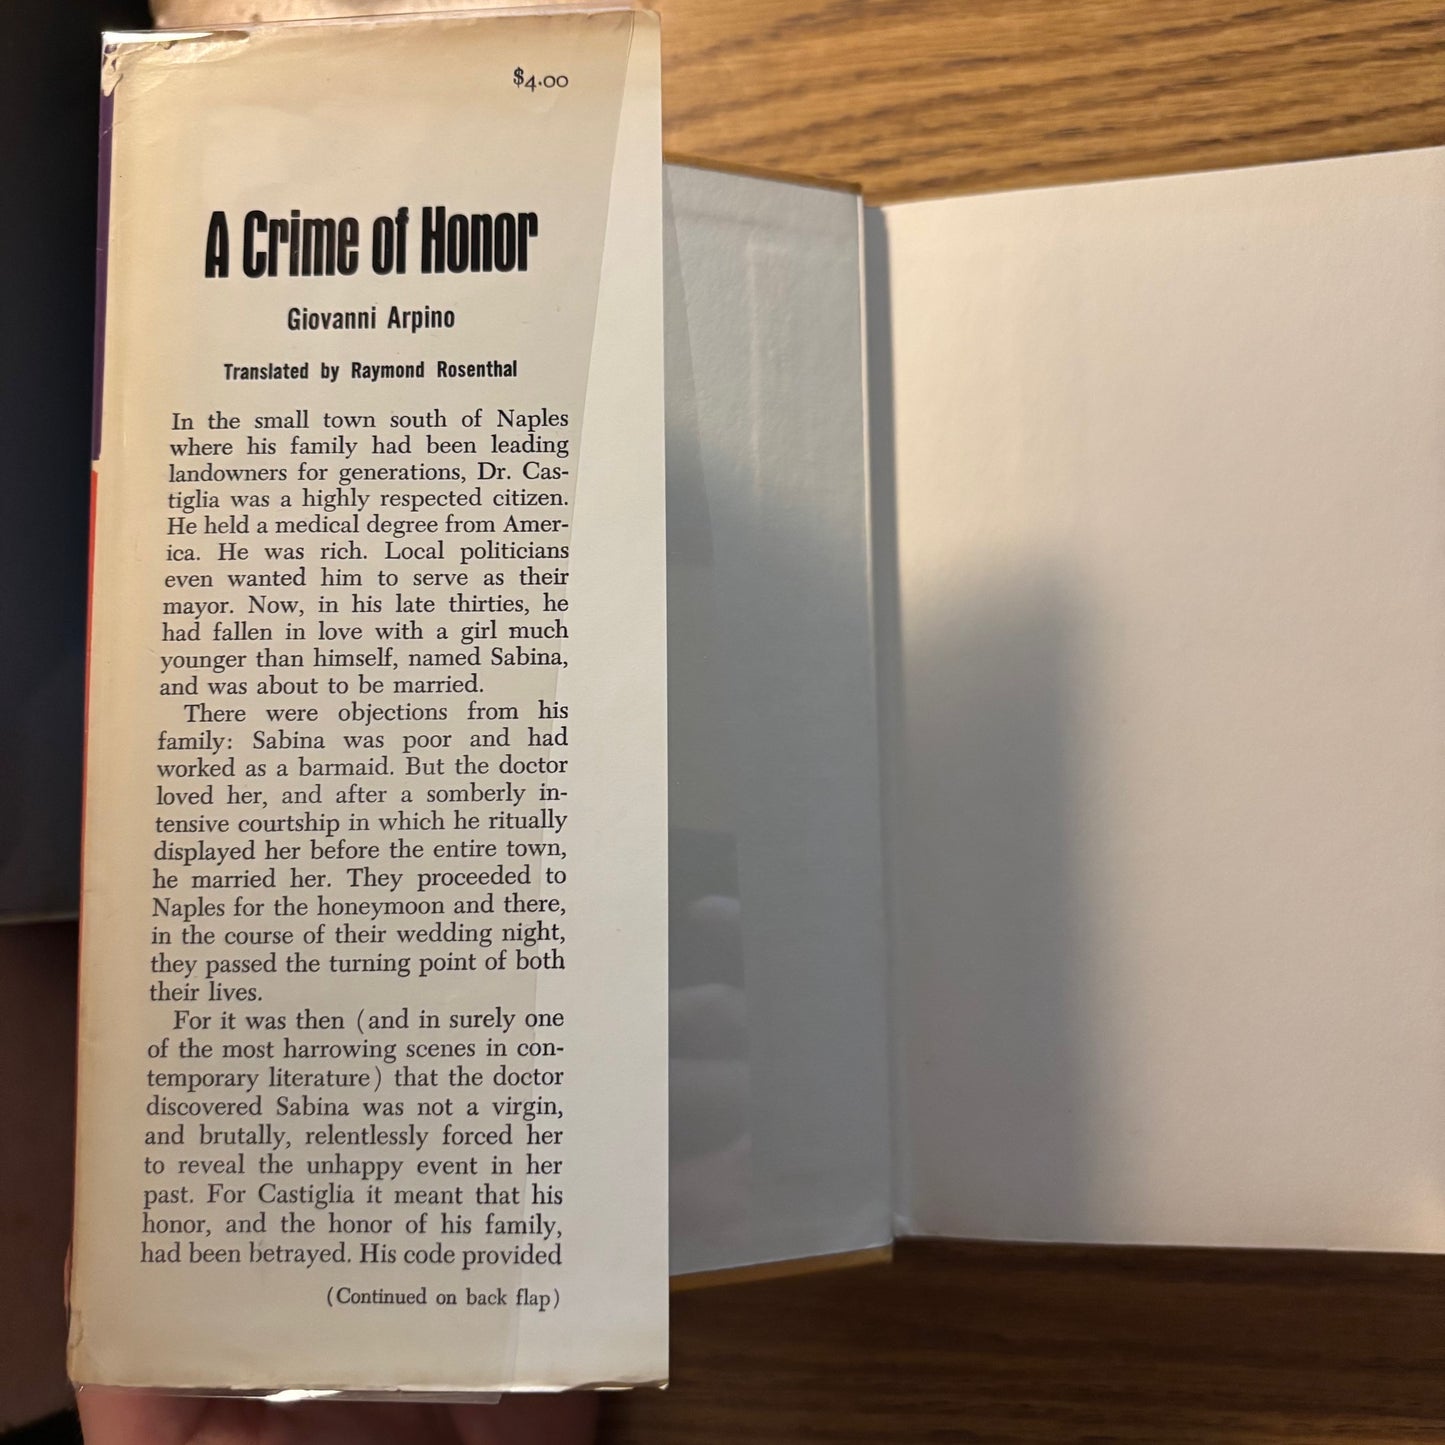 $4.00
A Crime of Honor
Giovanni Arpino
Translated by Raymond Rosenthal
In the small town south of Naples
where his family had been leading
landowners for generations, Dr. Cas-
tiglia was a highly respected citizen.
He held a medical degree from Amer-
ica. He was rich. Local politicians
even wanted him to serve as their
mayor. Now, in his late thirties, he
had fallen in love with a girl much
younger than himself, named Sabina,
and was about to be married.
There were objections from his
family: Sabina was poor and had
worked as a barmaid. But the doctor
loved her, and after a somberly in-
tensive courtship in which he ritually
displayed her before the entire town,
he married her. They proceeded to
Naples for the honeymoon and there,
in the course of their wedding night,
they passed the turning point of both
their lives.
For it was then (and in surely one
of the most harrowing scenes in con-
temporary literature) that the doctor
discovered Sabina was not a virgin,
and brutally, relentlessly forced her
to reveal the unhappy event in her
past. For Castiglia it meant that his
honor, and the honor of his family,
had been betrayed. His code provided
(Continued on back flap)